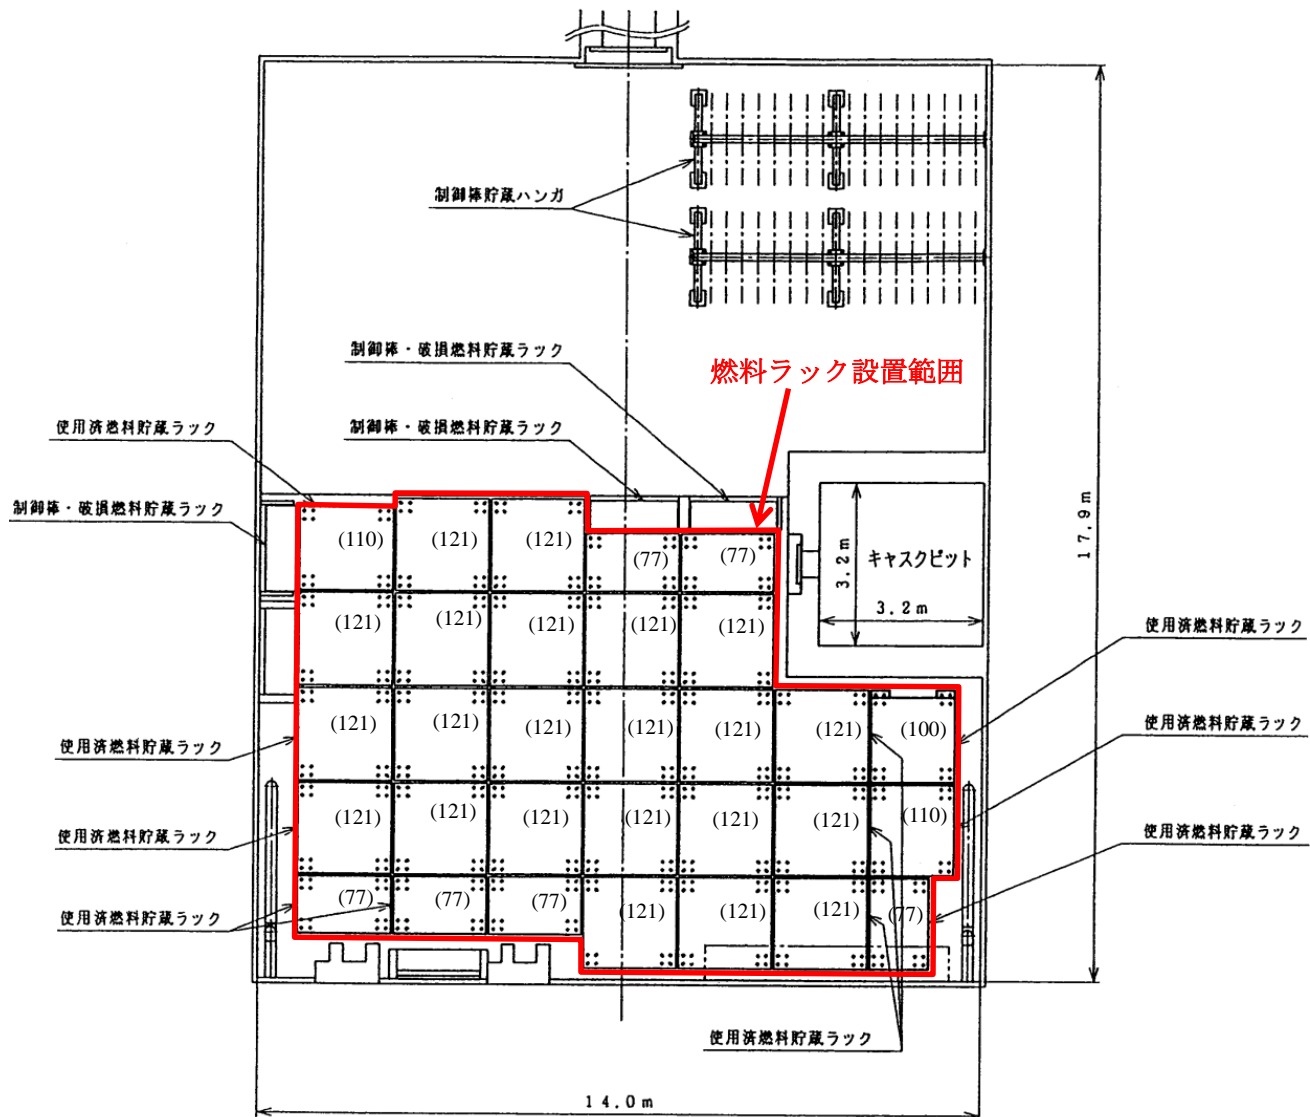 制御棒貯蔵ハンガ
制御棒・破損燃料貯蔵ラック
燃料ラック設置範囲
使用済燃料貯蔵ラック
制御棒・破損燃料貯蔵ラック
制御棒・破損燃料貯蔵ラック
17.9m
(110)
(121)
(121)
(77)
(77)
3.2m
キャスクピット
3.2m
(121)
(121)
(121)
(121)
(121)
使用済燃料貯蔵ラック
(121)
(121)
(121)
(121)
(121)
(121)
(100)
使用済燃料貯蔵ラック
使用済燃料貯蔵ラック
(121)
(121)
(121)
(121)
(121)
(121)
(110)
使用済燃料貯蔵ラック
使用済燃料貯蔵ラック
(77)
(77)
(77)
(121)
(121)
(121)
(77)
使用済燃料貯蔵ラック
使用済燃料貯蔵ラック
14.0m